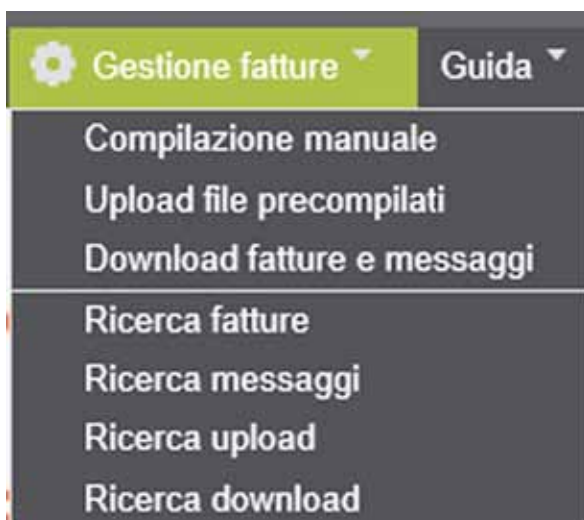 Gestione fatture Guida
Compilazione manuale
Upload file precompilati
Download fatture e messaggi
Ricerca fatture
Ricerca messaggi
Ricerca upload
Ricerca download